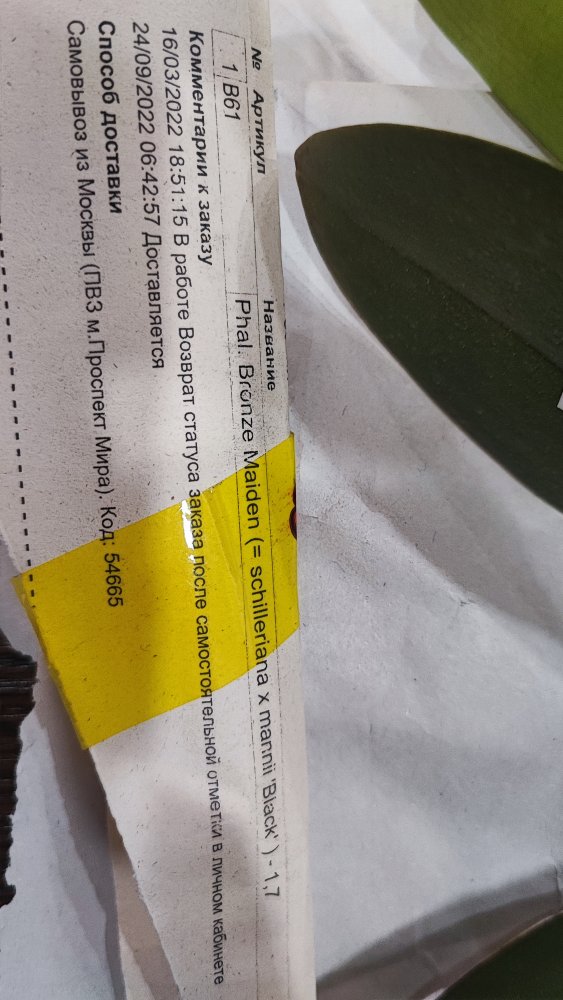 № Артикул Название
1 B61 Phal. Bronze Maiden (= schilleriana x mannii 'Black' ) - 1,7
Комментарии к заказу
16/03/2022 18:51:15 В работе Возврат статуса заказа после самостоятельной отметки в личном кабинете
24/09/2022 06:42:57 Доставляется
Способ доставки
Самовывоз из Москвы (ПВЗ м.Проспект Мира). Код: 54665